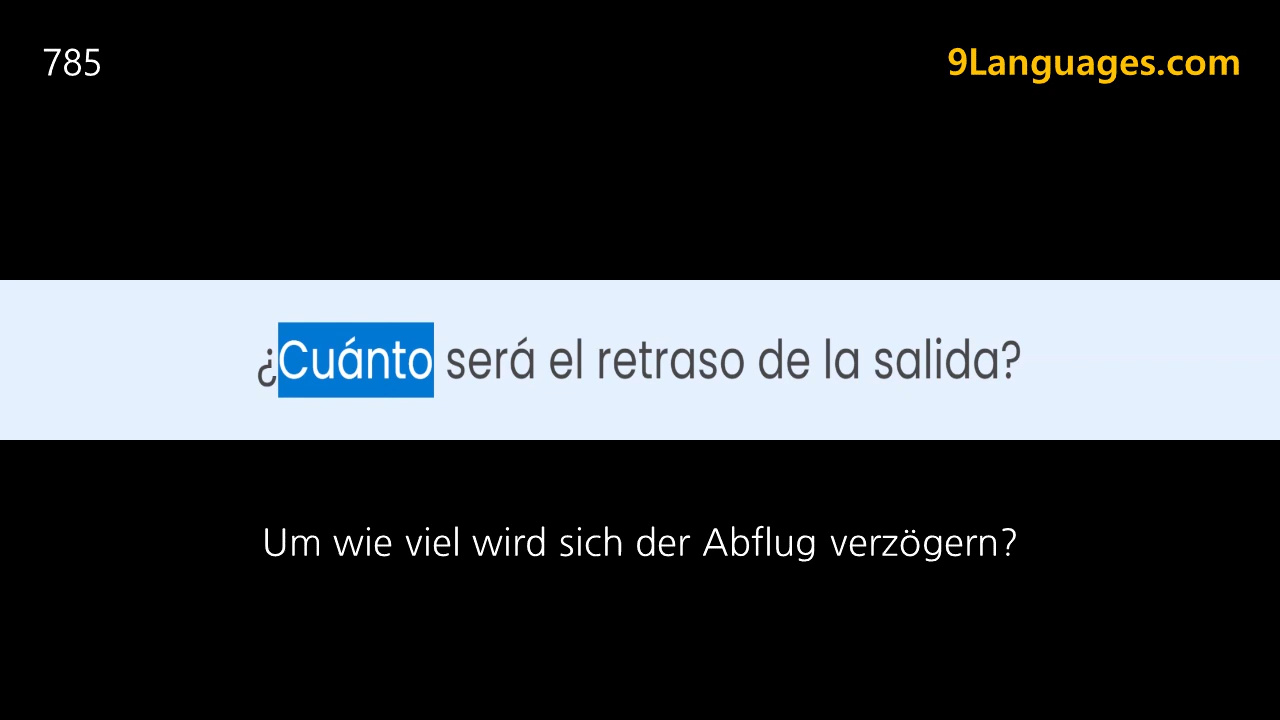 785
9Languages.com
¿Cuánto será el retraso de la salida?
Um wie viel wird sich der Abflug verzögern?